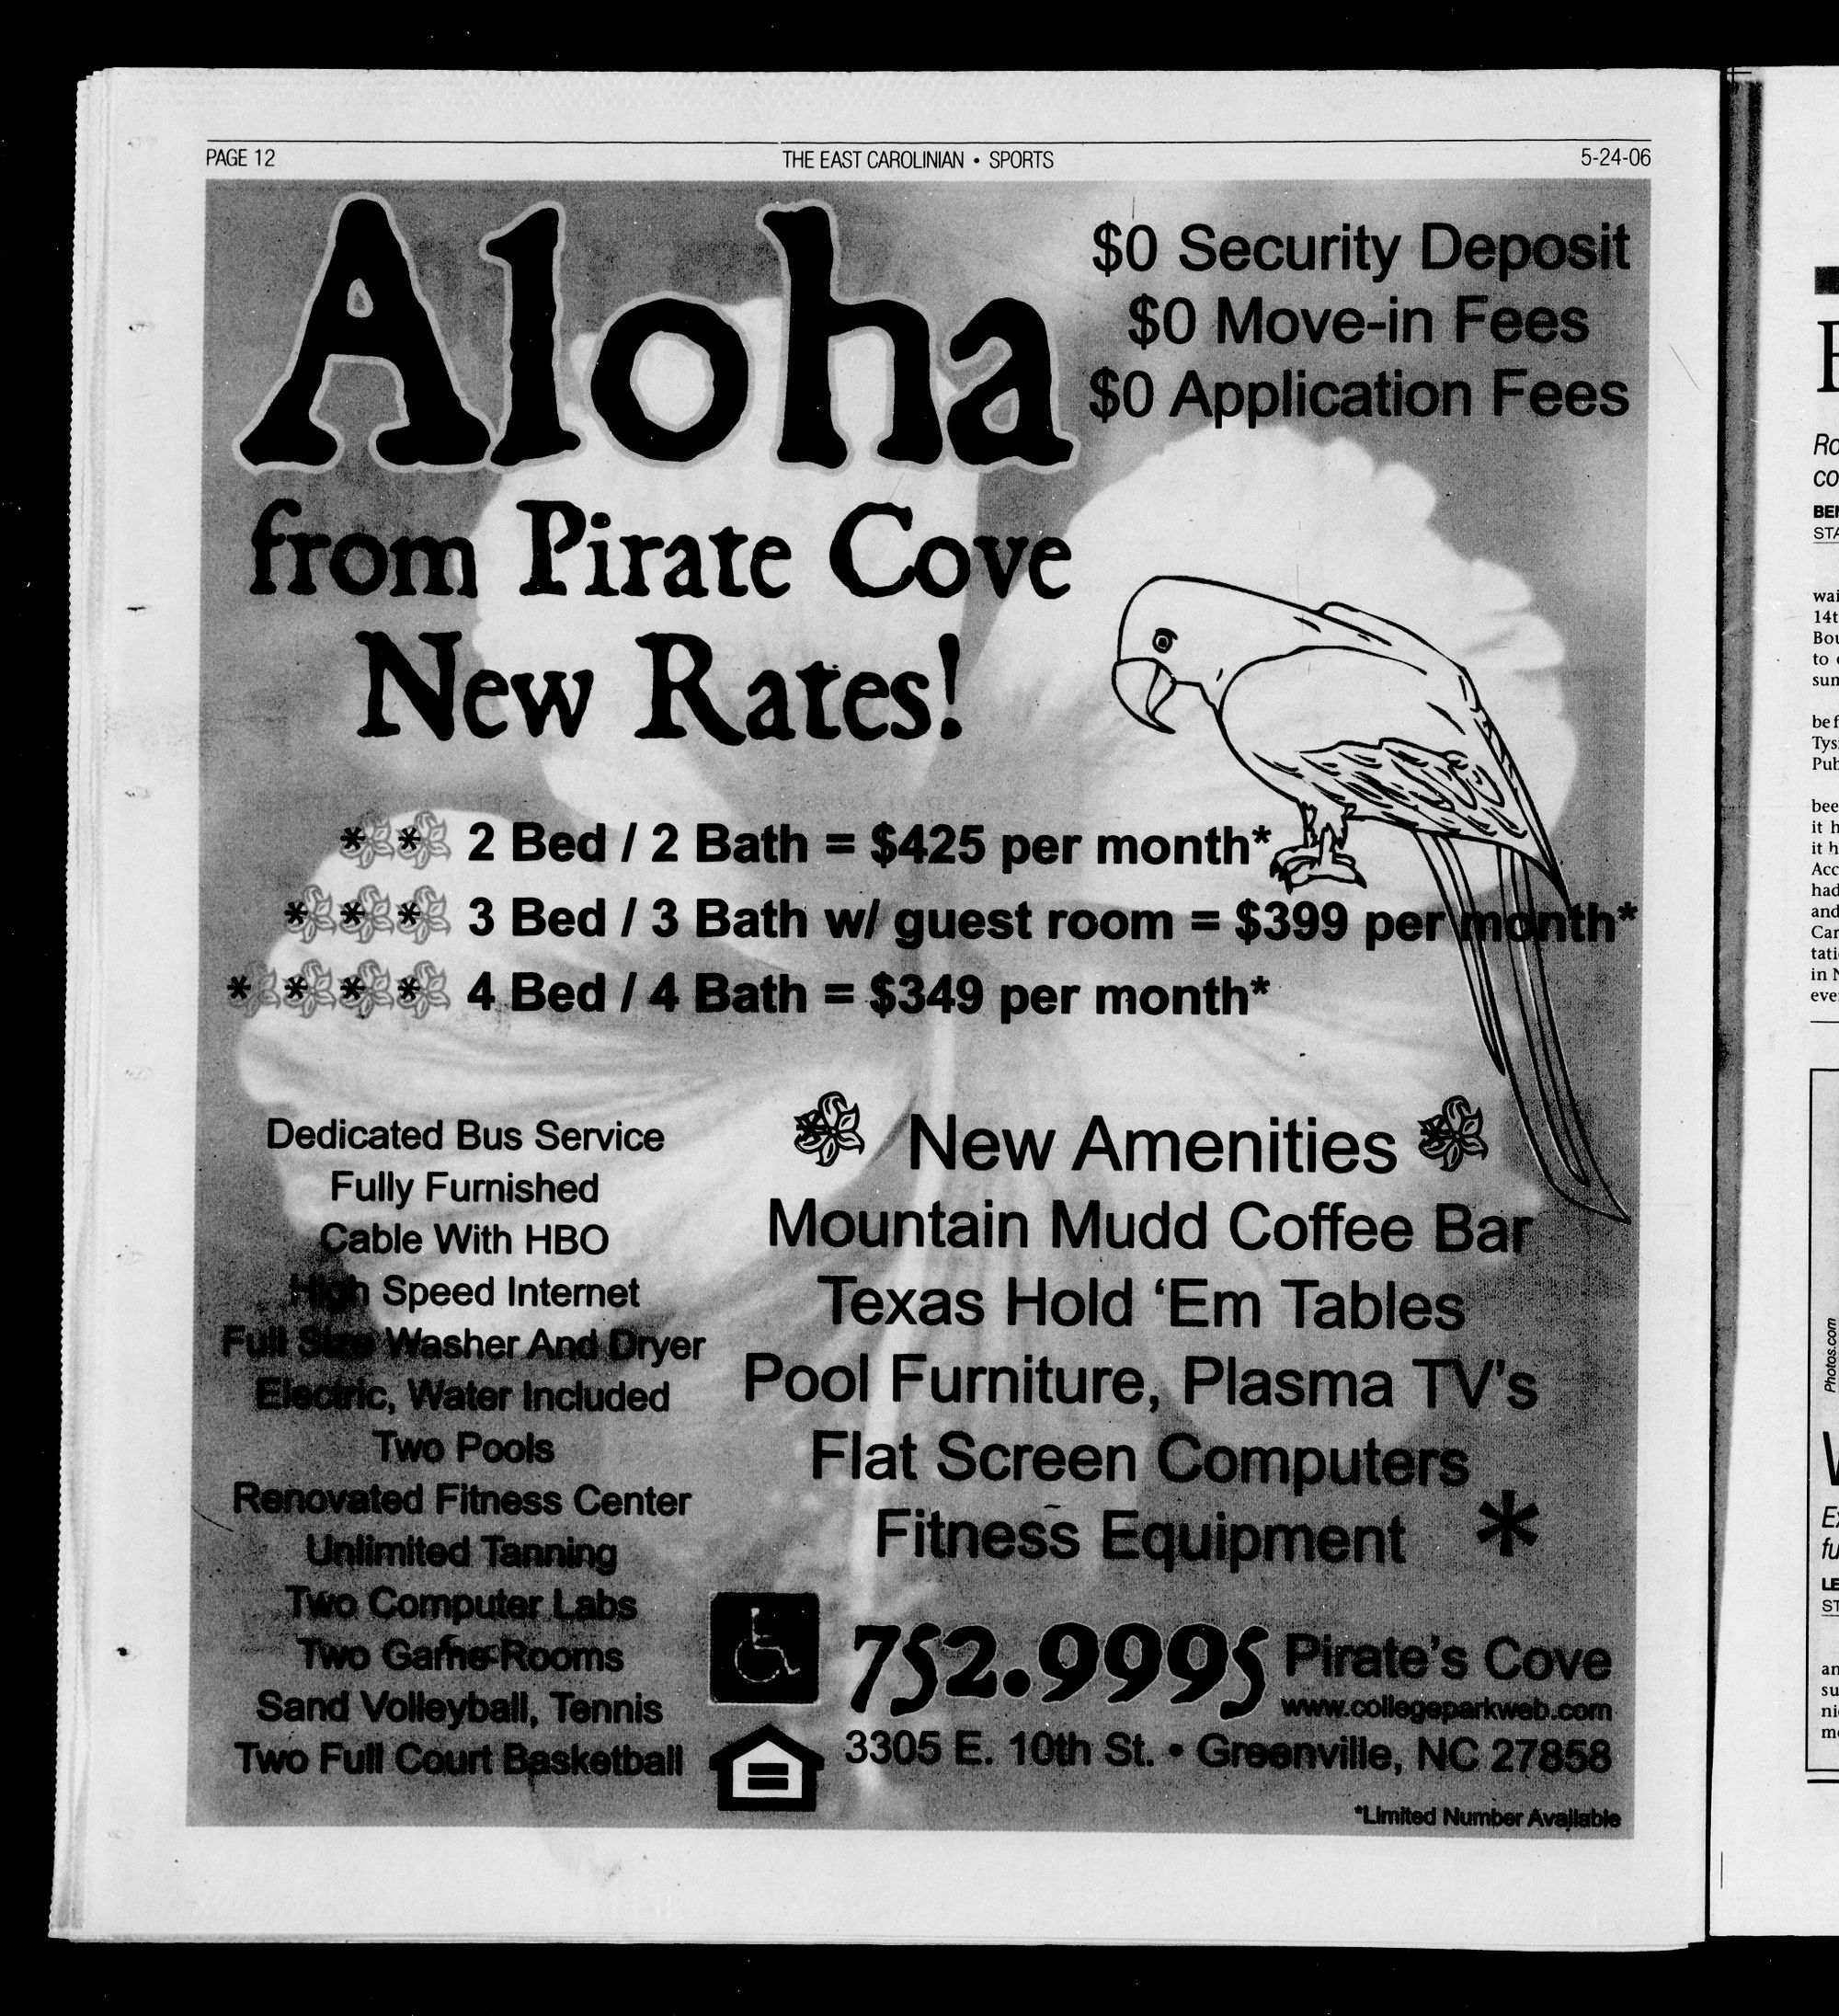 PAGE 12
THE EAST CAROLINIAN • SPORTS
5-24-06
Aloha
$0 Security Deposit
$0 Move-in Fees
$0 Application Fees
from Pirate Cove
New Rates!
** 2 Bed / 2 Bath = $425 per month*
*** 3 Bed / 3 Bath w/ guest room = $399 per month*
**** 4 Bed / 4 Bath = $349 per month*
Dedicated Bus Service
Fully Furnished
Cable With HBO
High Speed Internet
Full Size Washer And Dryer
Electric, Water Included
Two Pools
Renovated Fitness Center
Unlimited Tanning
Two Computer Labs
Two Game Rooms
Sand Volleyball, Tennis
Two Full Court Basketball
New Amenities
Mountain Mudd Coffee Bar
Texas Hold ‘Em Tables
Pool Furniture, Plasma TV's
Flat Screen Computers
Fitness Equipment *
752.9995 Pirate's Cove
www.collegeparkweb.com
3305 E. 10th St. • Greenville, NC 27858
*Limited Number Available
Photos.com